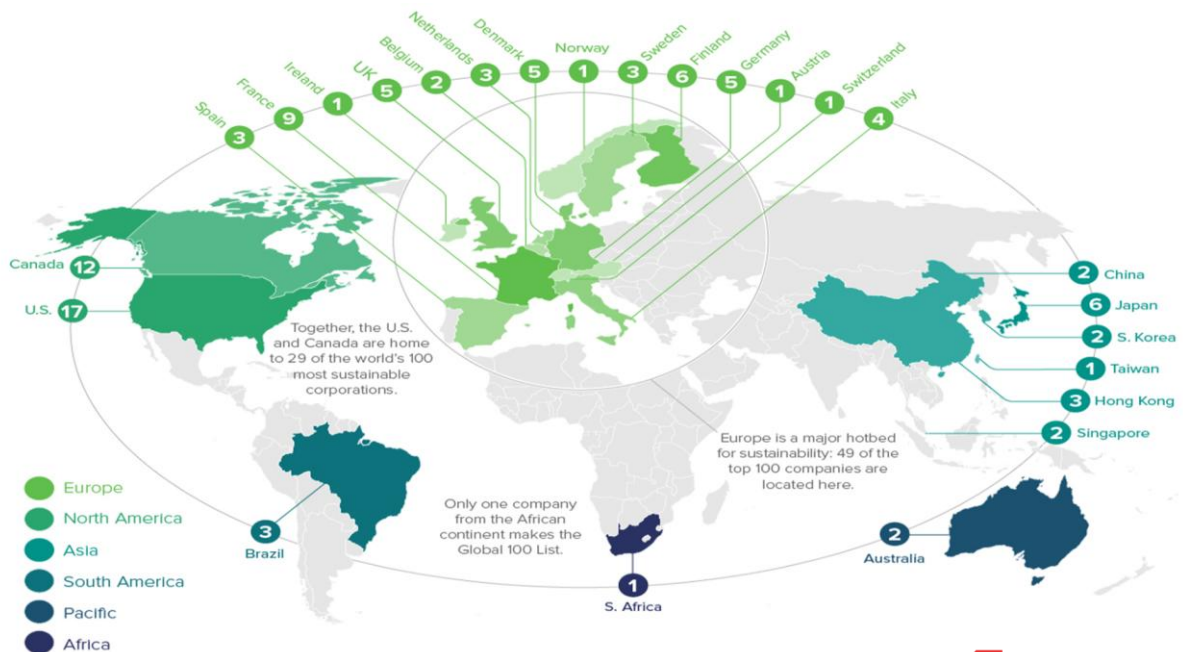 Spain
3
France
9
Ireland
1
UK
5
Belgium
2
Netherlands
3
Denmark
5
Norway
1
Sweden
3
Finland
6
Germany
5
Austria
1
Switzerland
1
Italy
4
Canada 12
U.S. 17
Together, the U.S.
and Canada are home
to 29 of the world's 100
most sustainable
corporations.
2 China
6 Japan
2 S. Korea
1 Taiwan
3 Hong Kong
2 Singapore
Europe is a major hotbed
for sustainability: 49 of the
top 100 companies are
located here.
Only one company
from the African
continent makes the
Global 100 List.
3
Brazil
2
Australia
1
S. Africa
Europe
North America
Asia
South America
Pacific
Africa